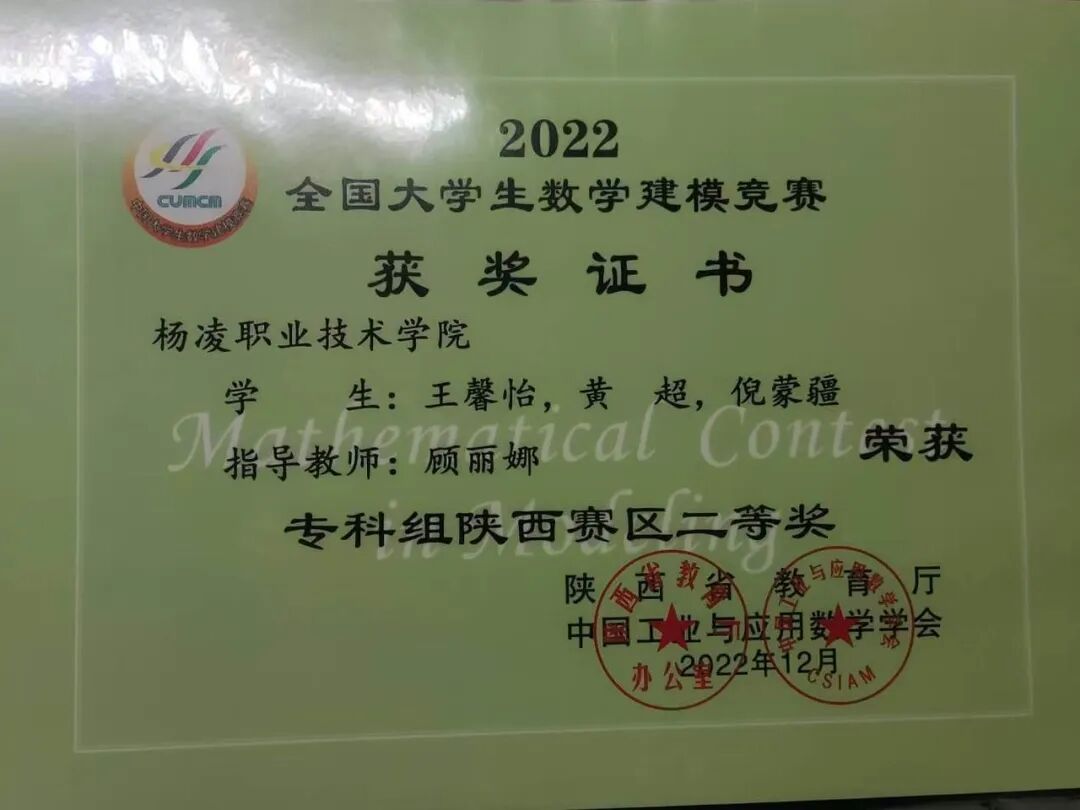 2022
CUMCM
全国大学生数学建模竞赛
获奖证书
杨凌职业技术学院
学 生：王馨怡，黄 超，倪蒙疆
指导教师：顾丽娜
荣获
Mathematical Contest
in Modeling
专科组陕西赛区二等奖
陕西省教育厅
中国工业与应用数学学会
2022年12月
办公室
CSIAM